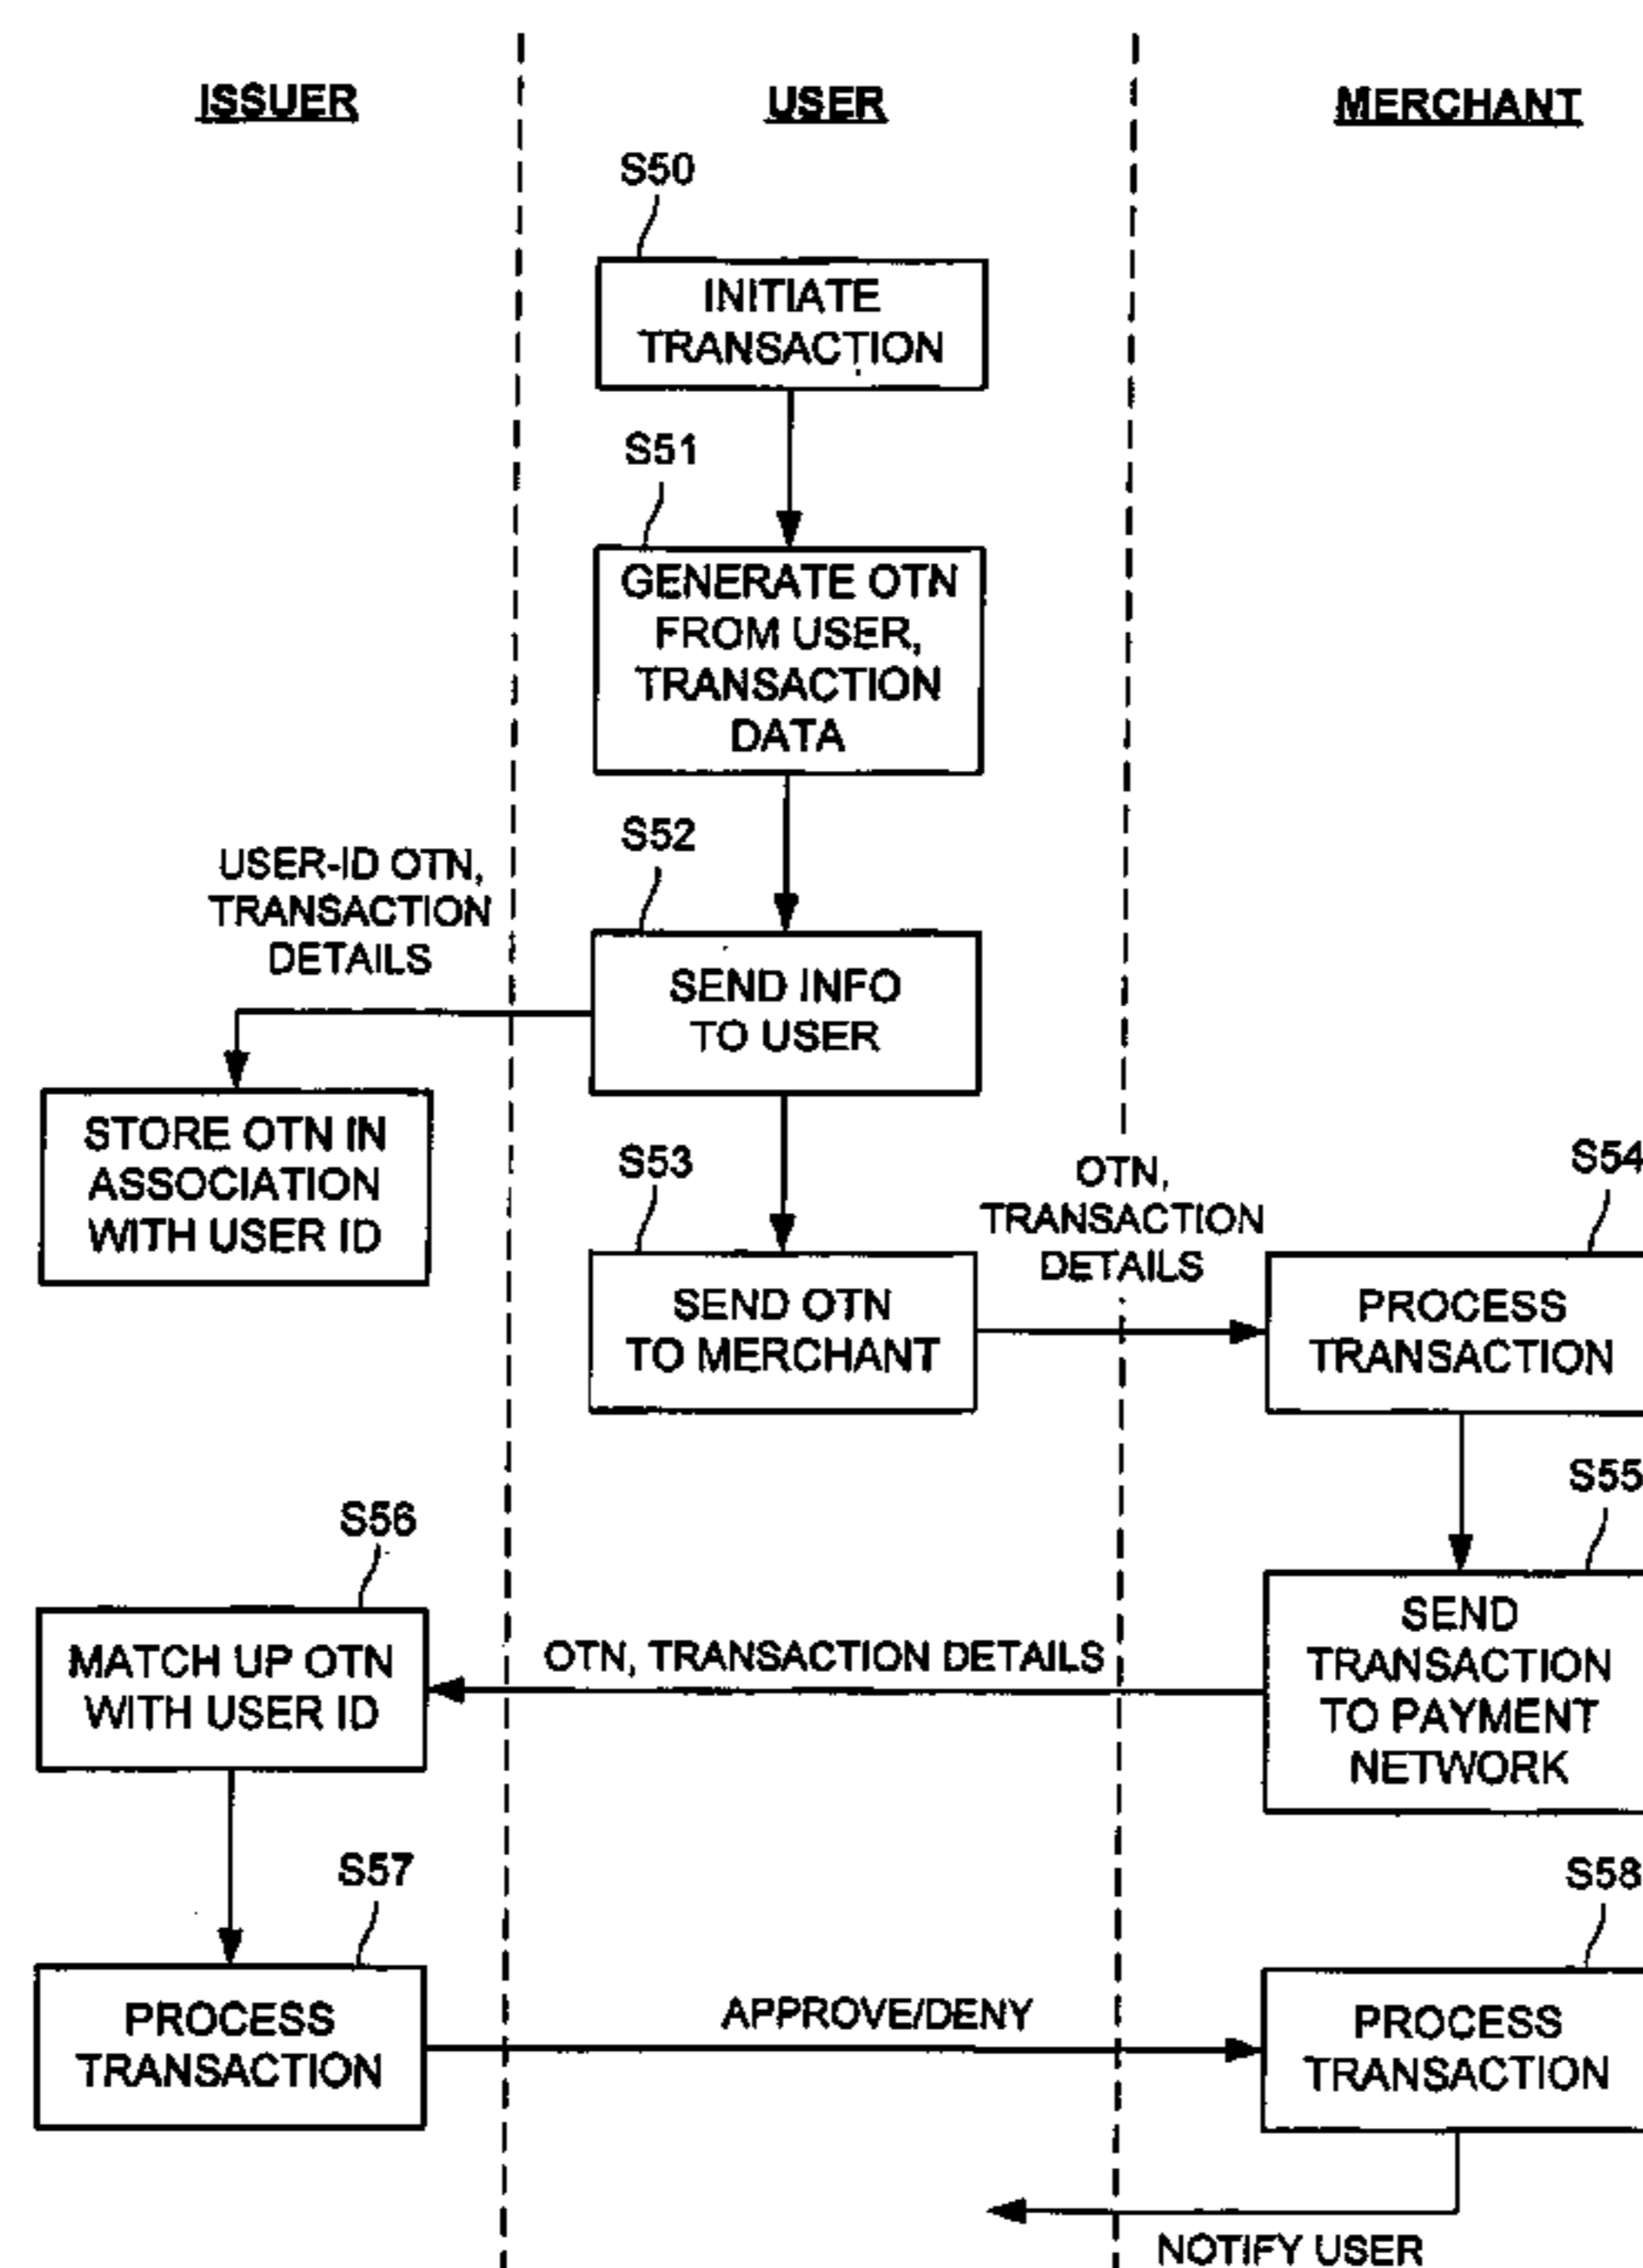 ISSUER
USER
MERCHANT
S50
INITIATE
TRANSACTION
S51
GENERATE OTN
FROM USER,
TRANSACTION
DATA
S52
USER-ID OTN,
TRANSACTION
DETAILS
SEND INFO
TO USER
STORE OTN IN
ASSOCIATION
WITH USER ID
S53
SEND OTN
TO MERCHANT
OTN,
TRANSACTION
DETAILS
S54
PROCESS
TRANSACTION
S55
SEND
TRANSACTION
TO PAYMENT
NETWORK
OTN, TRANSACTION DETAILS
S56
MATCH UP OTN
WITH USER ID
S57
PROCESS
TRANSACTION
APPROVE/DENY
S58
PROCESS
TRANSACTION
NOTIFY USER